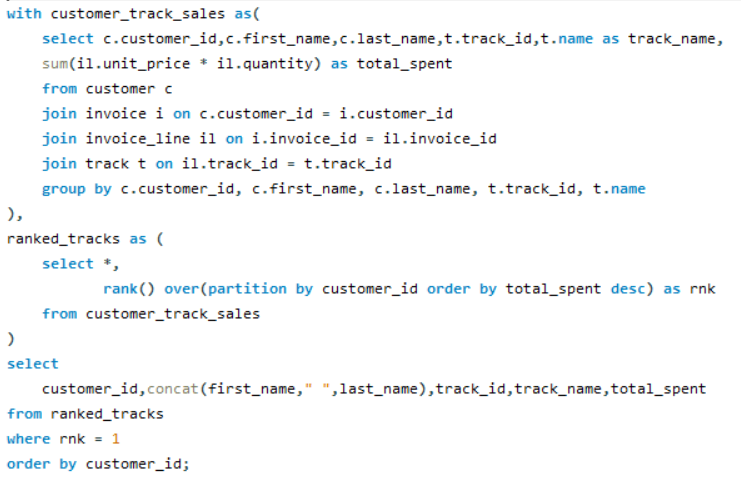 with customer_track_sales as(
    select c.customer_id,c.first_name,c.last_name,t.track_id,t.name as track_name,
    sum(il.unit_price * il.quantity) as total_spent
    from customer c
    join invoice i on c.customer_id = i.customer_id
    join invoice_line il on i.invoice_id = il.invoice_id
    join track t on il.track_id = t.track_id
    group by c.customer_id, c.first_name, c.last_name, t.track_id, t.name
),
ranked_tracks as (
    select *,
           rank() over(partition by customer_id order by total_spent desc) as rnk
    from customer_track_sales
)
select
    customer_id,concat(first_name," ",last_name),track_id,track_name,total_spent
from ranked_tracks
where rnk = 1
order by customer_id;